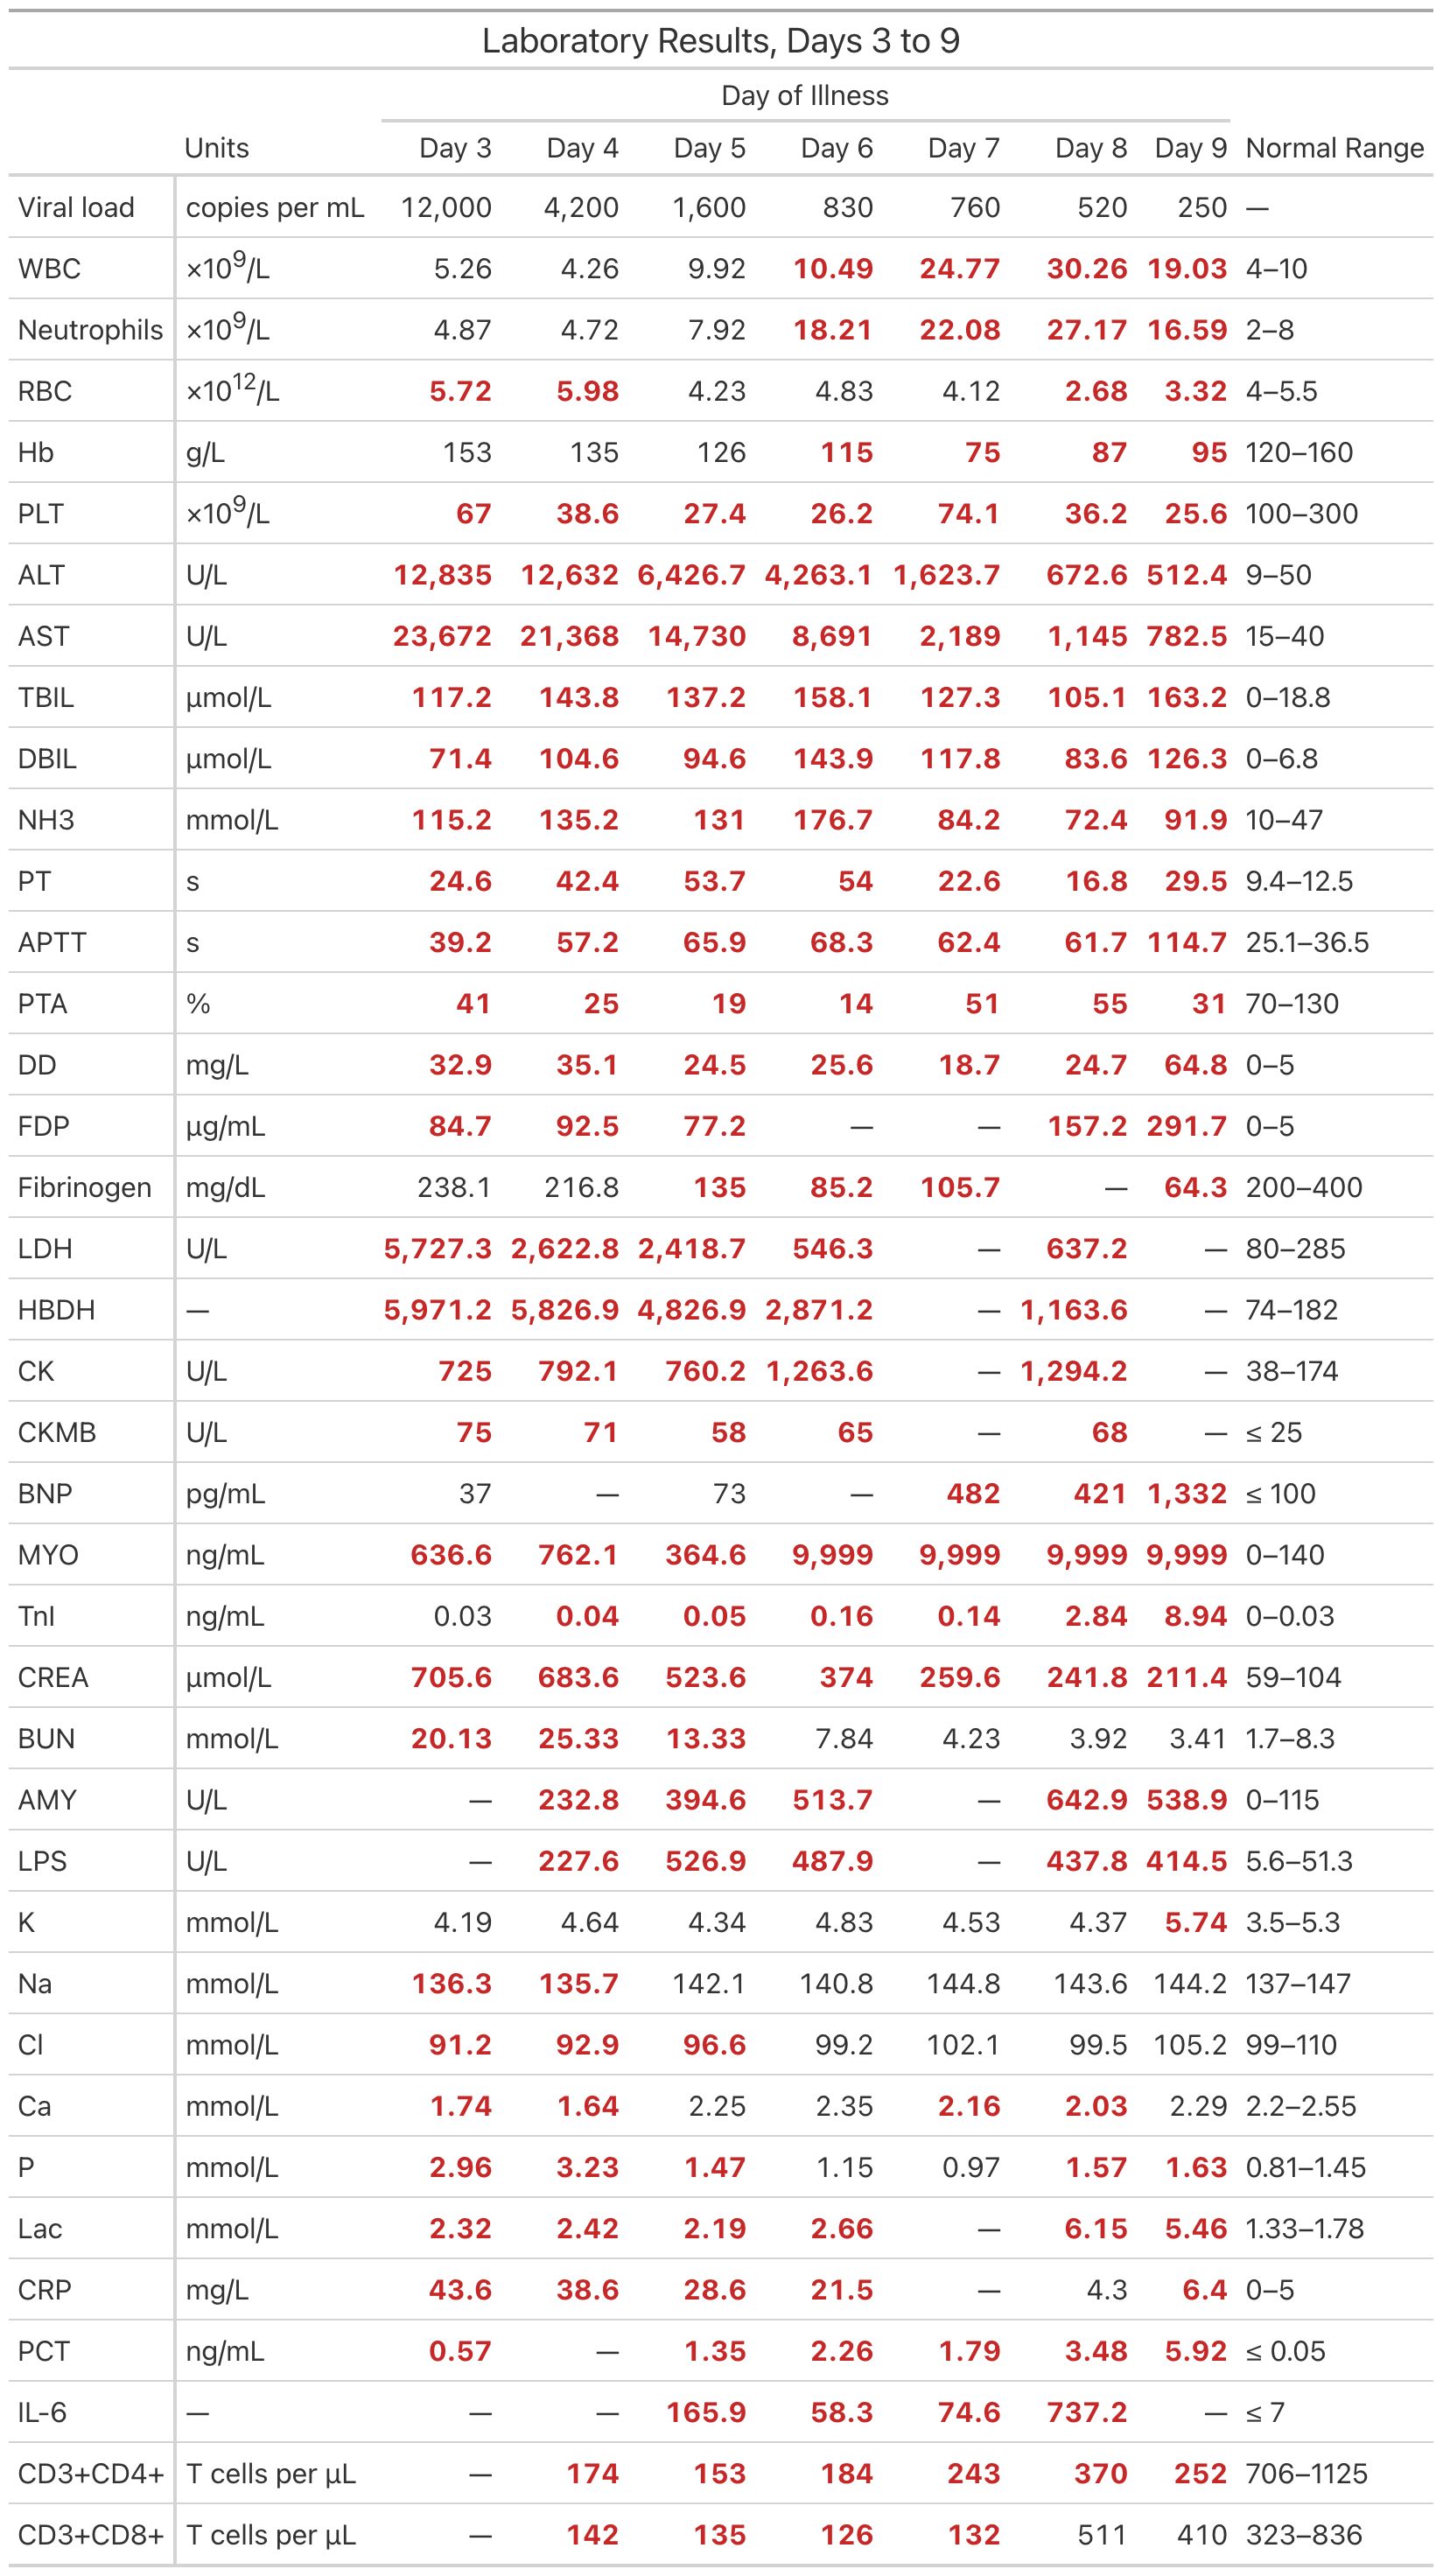 Laboratory Results, Days 3 to 9
Day of Illness
Units Day 3 Day 4 Day 5 Day 6 Day 7 Day 8 Day 9 Normal Range
Viral load copies per mL 12,000 4,200 1,600 830 760 520 250 —
WBC ×10⁹/L 5.26 4.26 9.92 10.49 24.77 30.26 19.03 4–10
Neutrophils ×10⁹/L 4.87 4.72 7.92 18.21 22.08 27.17 16.59 2–8
RBC ×10¹²/L 5.72 5.98 4.23 4.83 4.12 2.68 3.32 4–5.5
Hb g/L 153 135 126 115 75 87 95 120–160
PLT ×10⁹/L 67 38.6 27.4 26.2 74.1 36.2 25.6 100–300
ALT U/L 12,835 12,632 6,426.7 4,263.1 1,623.7 672.6 512.4 9–50
AST U/L 23,672 21,368 14,730 8,691 2,189 1,145 782.5 15–40
TBIL µmol/L 117.2 143.8 137.2 158.1 127.3 105.1 163.2 0–18.8
DBIL µmol/L 71.4 104.6 94.6 143.9 117.8 83.6 126.3 0–6.8
NH3 mmol/L 115.2 135.2 131 176.7 84.2 72.4 91.9 10–47
PT s 24.6 42.4 53.7 54 22.6 16.8 29.5 9.4–12.5
APTT s 39.2 57.2 65.9 68.3 62.4 61.7 114.7 25.1–36.5
PTA % 41 25 19 14 51 55 31 70–130
DD mg/L 32.9 35.1 24.5 25.6 18.7 24.7 64.8 0–5
FDP µg/mL 84.7 92.5 77.2 — — 157.2 291.7 0–5
Fibrinogen mg/dL 238.1 216.8 135 85.2 105.7 — 64.3 200–400
LDH U/L 5,727.3 2,622.8 2,418.7 546.3 — 637.2 — 80–285
HBDH — 5,971.2 5,826.9 4,826.9 2,871.2 — 1,163.6 — 74–182
CK U/L 725 792.1 760.2 1,263.6 — 1,294.2 — 38–174
CKMB U/L 75 71 58 65 — 68 — ≤ 25
BNP pg/mL 37 — 73 — 482 421 1,332 ≤ 100
MYO ng/mL 636.6 762.1 364.6 9,999 9,999 9,999 9,999 0–140
TnI ng/mL 0.03 0.04 0.05 0.16 0.14 2.84 8.94 0–0.03
CREA µmol/L 705.6 683.6 523.6 374 259.6 241.8 211.4 59–104
BUN mmol/L 20.13 25.33 13.33 7.84 4.23 3.92 3.41 1.7–8.3
AMY U/L — 232.8 394.6 513.7 — 642.9 538.9 0–115
LPS U/L — 227.6 526.9 487.9 — 437.8 414.5 5.6–51.3
K mmol/L 4.19 4.64 4.34 4.83 4.53 4.37 5.74 3.5–5.3
Na mmol/L 136.3 135.7 142.1 140.8 144.8 143.6 144.2 137–147
Cl mmol/L 91.2 92.9 96.6 99.2 102.1 99.5 105.2 99–110
Ca mmol/L 1.74 1.64 2.25 2.35 2.16 2.03 2.29 2.2–2.55
P mmol/L 2.96 3.23 1.47 1.15 0.97 1.57 1.63 0.81–1.45
Lac mmol/L 2.32 2.42 2.19 2.66 — 6.15 5.46 1.33–1.78
CRP mg/L 43.6 38.6 28.6 21.5 — 4.3 6.4 0–5
PCT ng/mL 0.57 — 1.35 2.26 1.79 3.48 5.92 ≤ 0.05
IL-6 — — — 165.9 58.3 74.6 737.2 — ≤ 7
CD3+CD4+ T cells per µL — 174 153 184 243 370 252 706–1125
CD3+CD8+ T cells per µL — 142 135 126 132 511 410 323–836